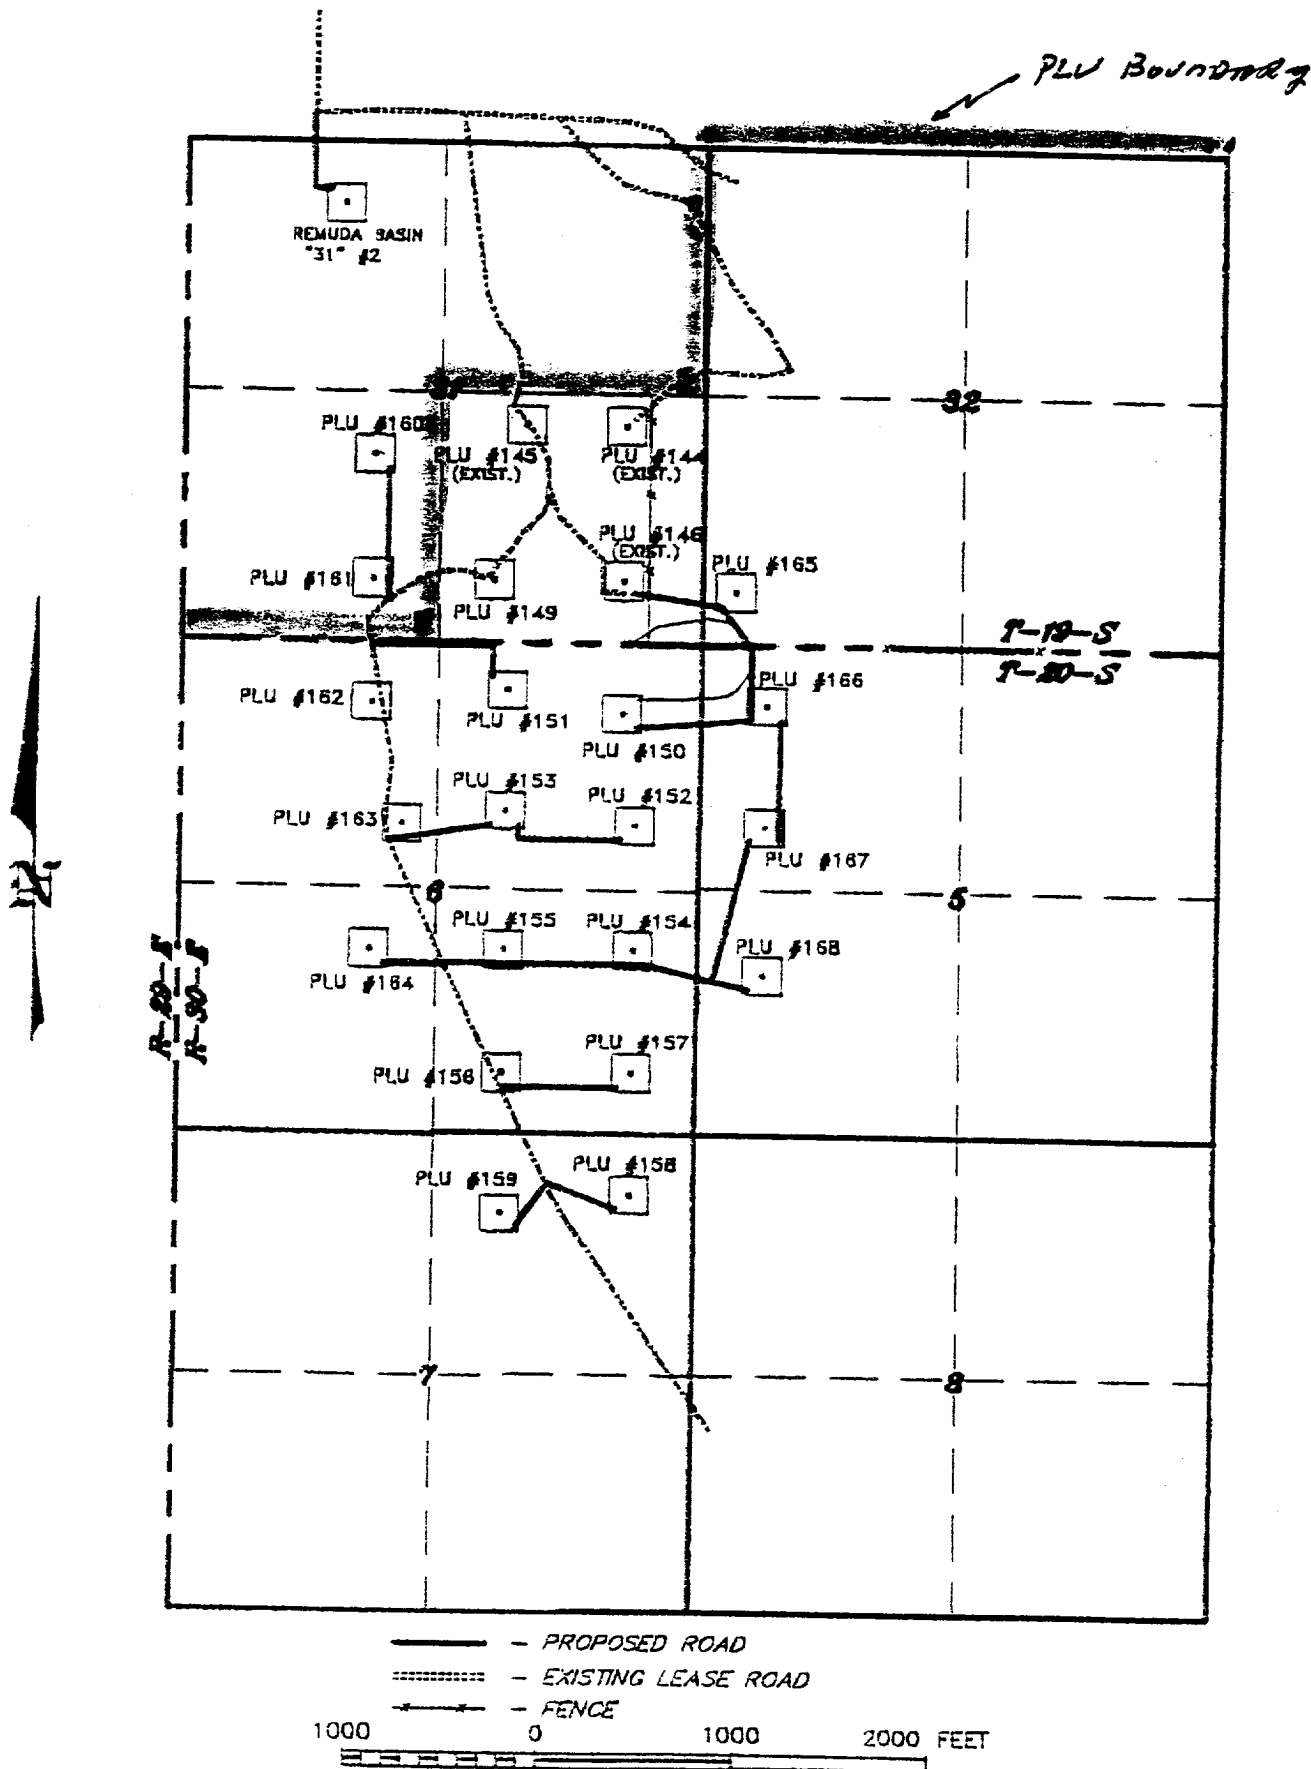 PLU BOUNDARY
REMUDA BASIN
"31" #2
31
32
PLU #160
PLU #145
(EXIST.)
PLU #144
(EXIST.)
PLU #146
(EXIST.)
PLU #161
PLU #149
PLU #165
T-19-S
T-20-S
PLU #162
PLU #151
PLU #150
PLU #166
PLU #153
PLU #152
PLU #163
PLU #167
6
5
PLU #155
PLU #154
PLU #168
PLU #164
R-29-E
R-30-E
N
PLU #156
PLU #157
PLU #159
PLU #158
7
8
- PROPOSED ROAD
- EXISTING LEASE ROAD
- FENCE
1000 0 1000 2000 FEET